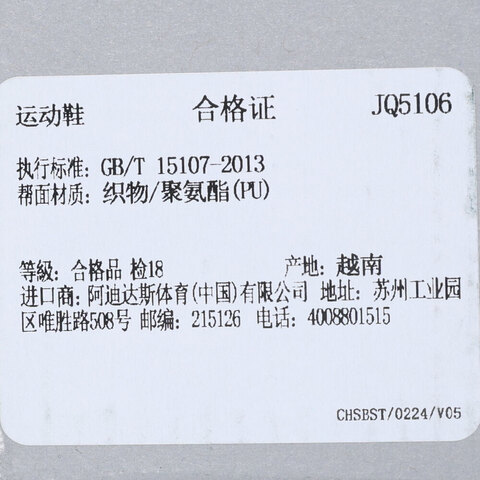 运动鞋 合格证 JQ5106
执行标准: GB/T 15107-2013
帮面材质: 织物/聚氨酯(PU)
等級: 合格品 检18 产地: 越南
进口商: 阿迪达斯体育(中国)有限公司 地址: 苏州工业园
区唯胜路508号 邮编: 215126 电话: 4008801515
CHSBST/0224/V05